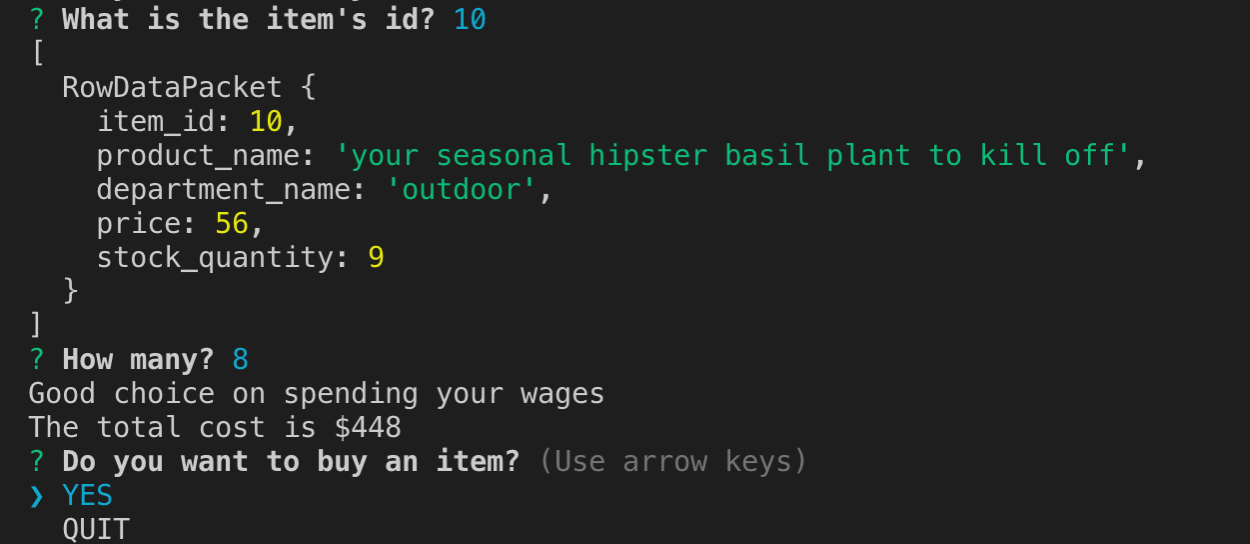 ? What is the item's id? 10
[
  RowDataPacket {
    item_id: 10,
    product_name: 'your seasonal hipster basil plant to kill off',
    department_name: 'outdoor',
    price: 56,
    stock_quantity: 9
  }
]
? How many? 8
Good choice on spending your wages
The total cost is $448
? Do you want to buy an item? (Use arrow keys)
❯ YES
  QUIT